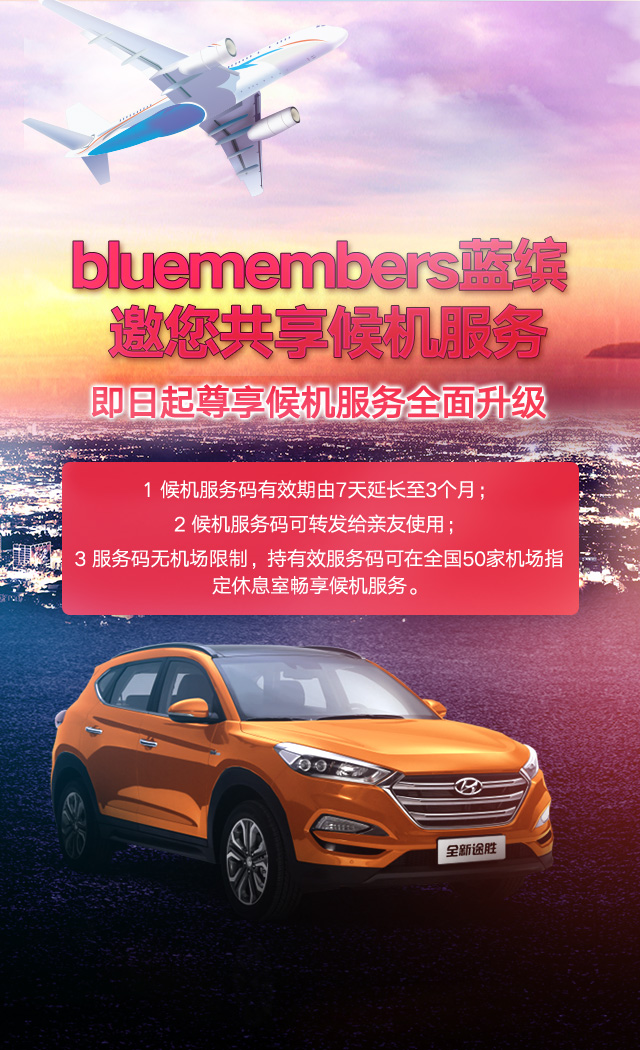 bluemembers蓝缤
邀您共享候机服务
即日起尊享候机服务全面升级
1 候机服务码有效期由7天延长至3个月；
2 候机服务码可转发给亲友使用；
3 服务码无机场限制，持有效服务码可在全国50家机场指
定休息室畅享候机服务。
全新途胜